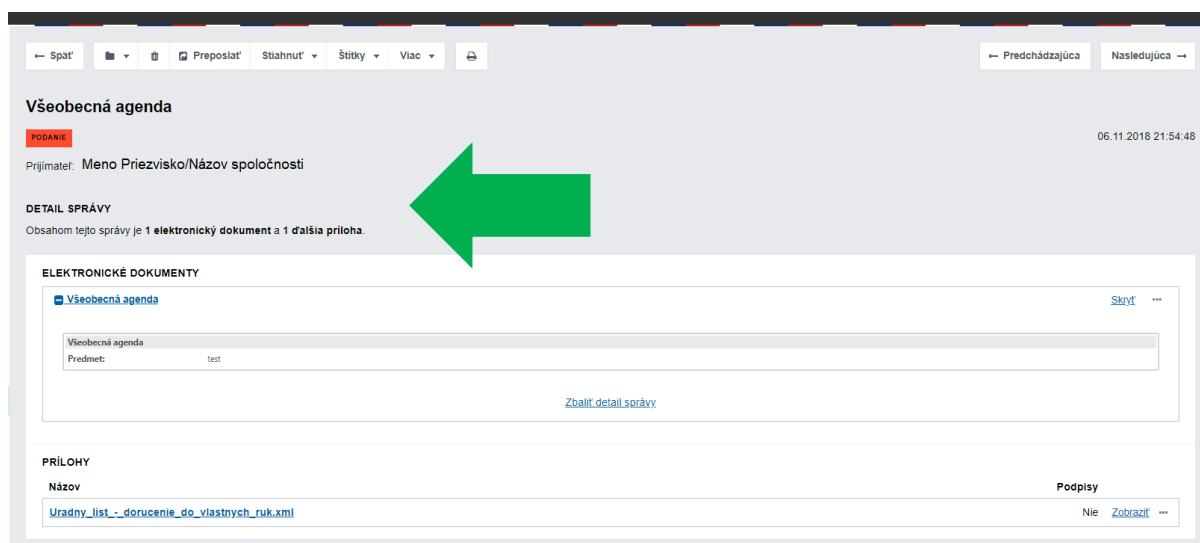 ← Späť Preposlať Stiahnuť Štítky Viac ← Predchádzajúca Nasledujúca →
Všeobecná agenda
PODANIE 06.11.2018 21:54:48
Prijímateľ: Meno Priezvisko/Názov spoločnosti
DETAIL SPRÁVY
Obsahom tejto správy je 1 elektronický dokument a 1 ďalšia príloha.
ELEKTRONICKÉ DOKUMENTY
Všeobecná agenda Skryť ...
Všeobecná agenda
Predmet: test
Zbaliť detail správy
PRÍLOHY
Názov Podpisy
Uradny_list_-_dorucenie_do_vlastnych_ruk.xml Nie Zobraziť ...